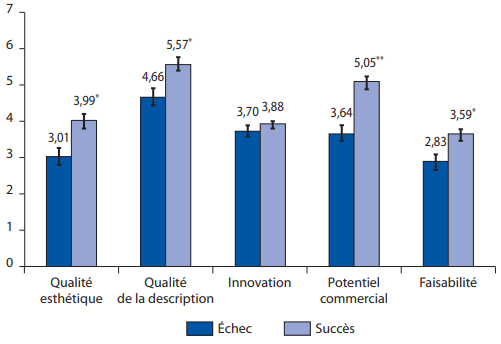 7
6
5
4
3
2
1
0
3,01
3,99*
4,66
5,57*
3,70
3,88
3,64
5,05**
2,83
3,59*
Qualité
esthétique
Qualité
de la description
Innovation
Potentiel
commercial
Faisabilité
Échec
Succès